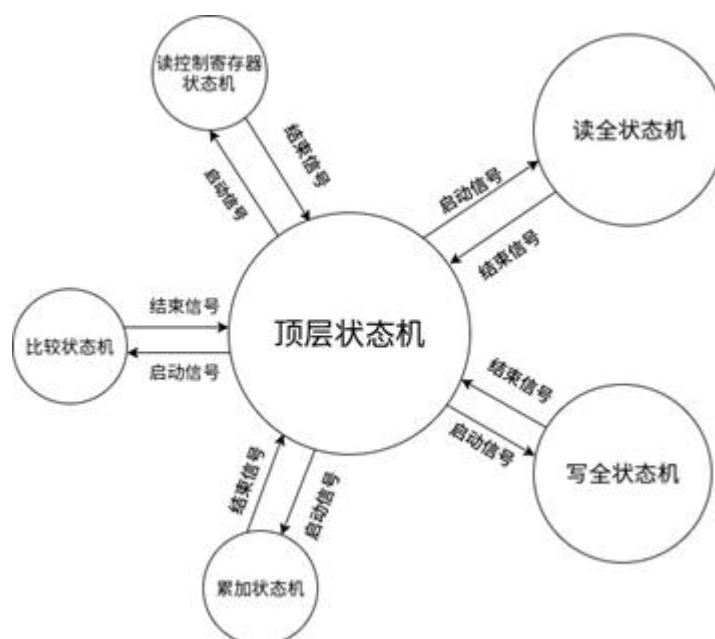 读控制寄存器
状态机
结束信号
启动信号
读全状态机
启动信号
结束信号
顶层状态机
结束信号
比较状态机
启动信号
结束信号
启动信号
写全状态机
结束信号
启动信号
累加状态机